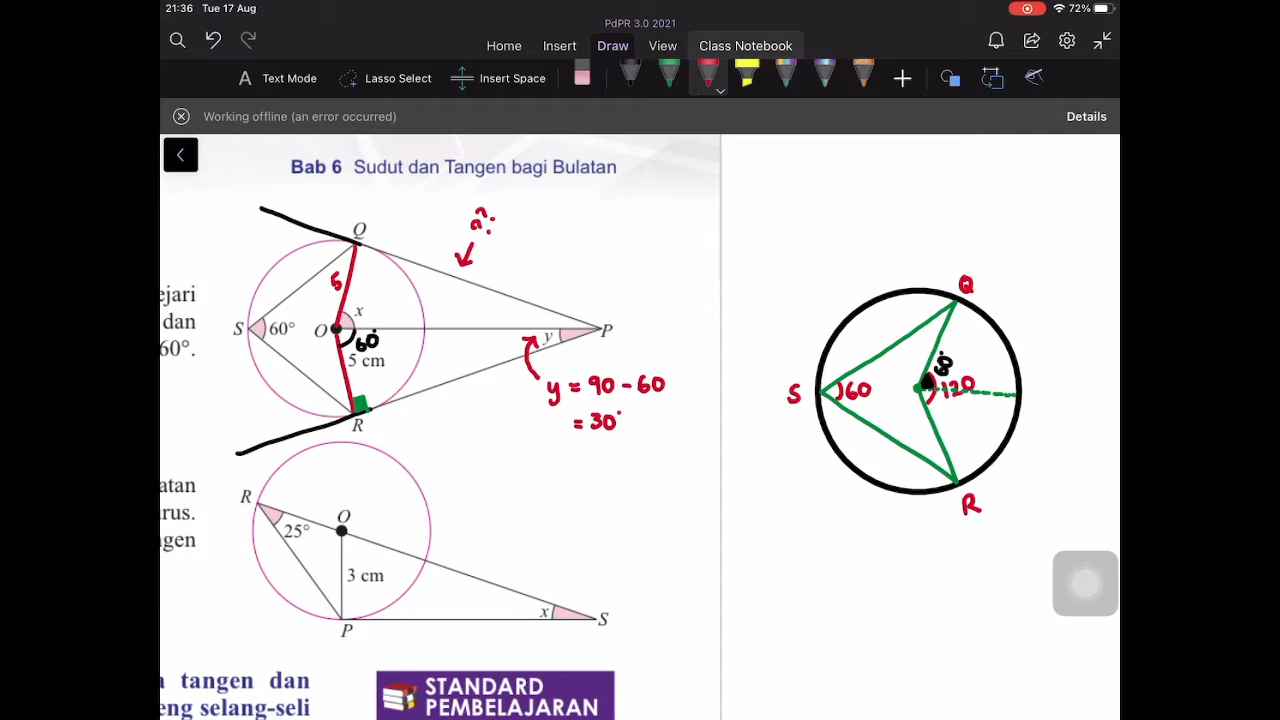 21:36 Tue 17 Aug
72%
PdPR 3.0 2021
Home Insert Draw View Class Notebook
A Text Mode Lasso Select Insert Space
Working offline (an error occurred) Details
Bab 6 Sudut dan Tangen bagi Bulatan
Q
5
x
S 60° O 60°
5 cm
y P
R
?
y = 90 - 60
= 30°
ejari
dan
60°.
R
25°
O
3 cm
x S
P
atan
rus.
ngen
a tangen dan
eng selang-seli
STANDARD
PEMBELAJARAN
Q
S 60 120
R